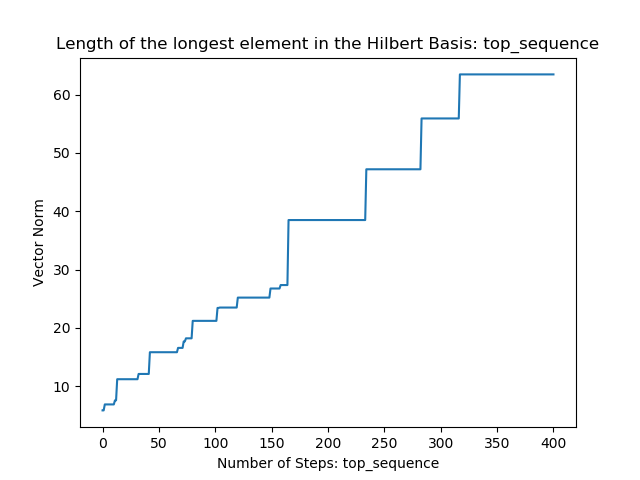 Length of the longest element in the Hilbert Basis: top_sequence
60
50
40
30
20
10
Vector Norm
0 50 100 150 200 250 300 350 400
Number of Steps: top_sequence